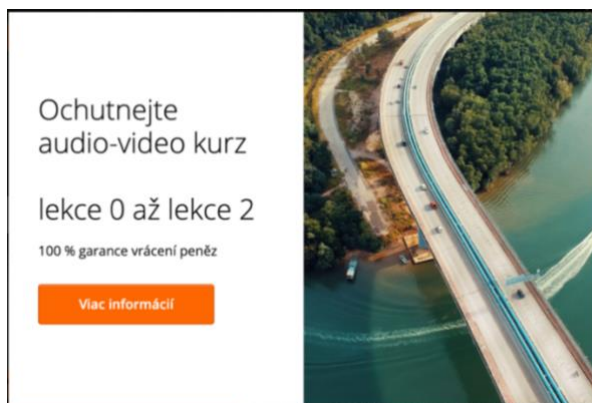 Ochutnejte
audio-video kurz
lekce 0 až lekce 2
100 % garance vrácení peněz
Viac informácií